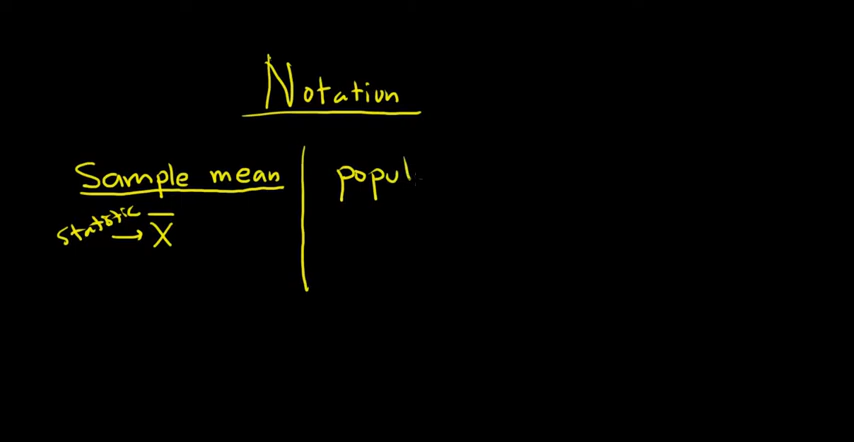 Notation
Sample mean
popul
statistic
→ X̄